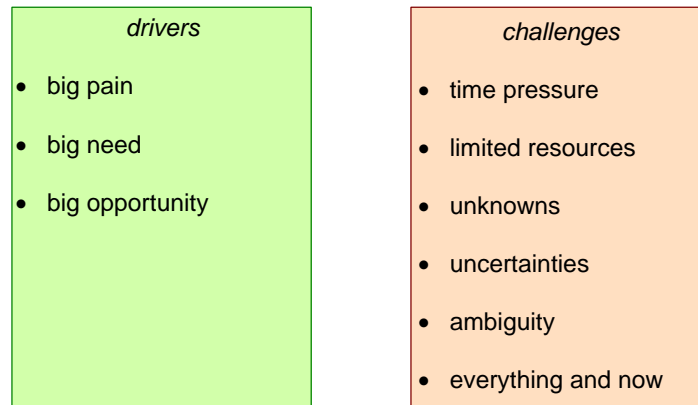 drivers
• big pain
• big need
• big opportunity
challenges
• time pressure
• limited resources
• unknowns
• uncertainties
• ambiguity
• everything and now